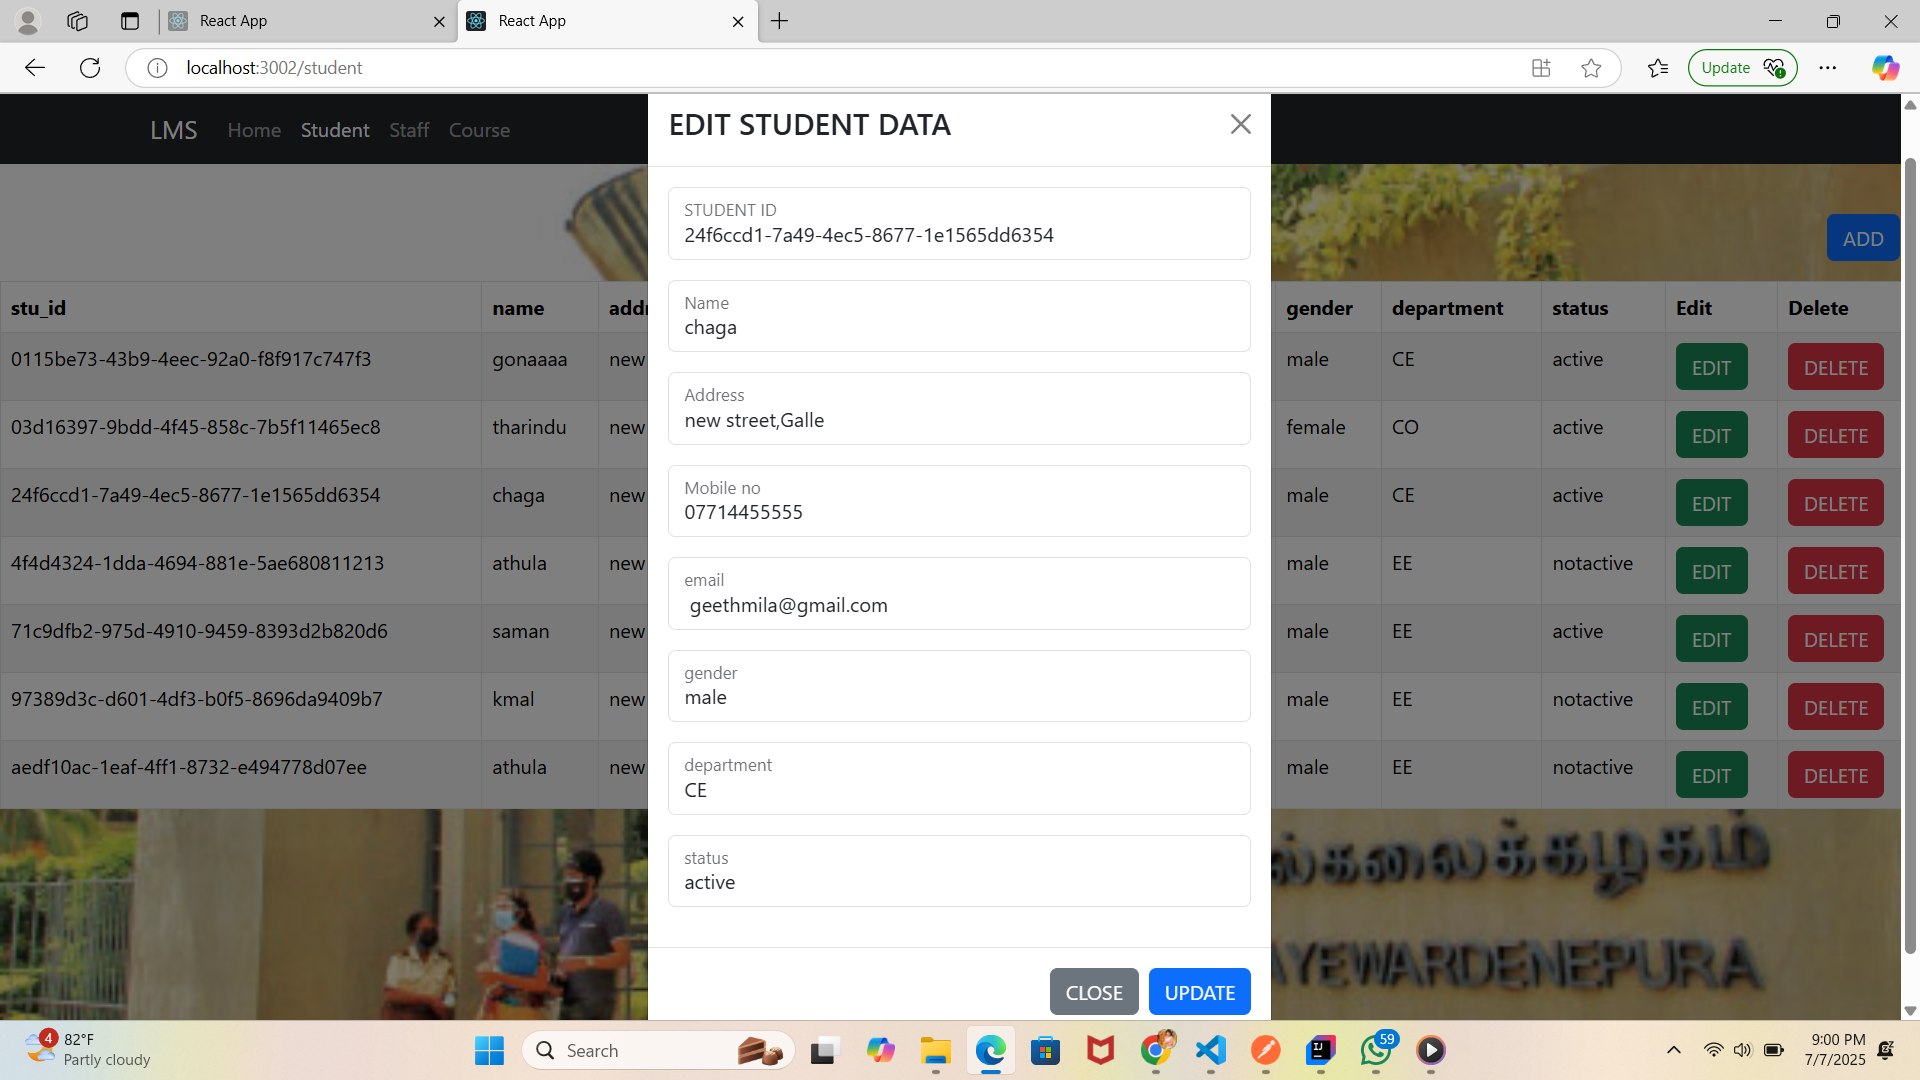 React App
React App
localhost:3002/student
Update
LMS Home Student Staff Course
EDIT STUDENT DATA
ADD
STUDENT ID
24f6ccd1-7a49-4ec5-8677-1e1565dd6354
Name
chaga
Address
new street,Galle
Mobile no
07714455555
email
geethmila@gmail.com
gender
male
department
CE
status
active
CLOSE UPDATE
stu_id name addr gender department status Edit Delete
0115be73-43b9-4eec-92a0-f8f917c747f3 gonaaaa new male CE active EDIT DELETE
03d16397-9bdd-4f45-858c-7b5f11465ec8 tharindu new female CO active EDIT DELETE
24f6ccd1-7a49-4ec5-8677-1e1565dd6354 chaga new male CE active EDIT DELETE
4f4d4324-1dda-4694-881e-5ae680811213 athula new male EE notactive EDIT DELETE
71c9dfb2-975d-4910-9459-8393d2b820d6 saman new male EE active EDIT DELETE
97389d3c-d601-4df3-b0f5-8696da9409b7 kmal new male EE notactive EDIT DELETE
aedf10ac-1eaf-4ff1-8732-e494778d07ee athula new male EE notactive EDIT DELETE
ல்கலைக்கழகம்
AYEWARDENEPURA
4
82°F
Partly cloudy
Search
IJ
59
9:00 PM
7/7/2025